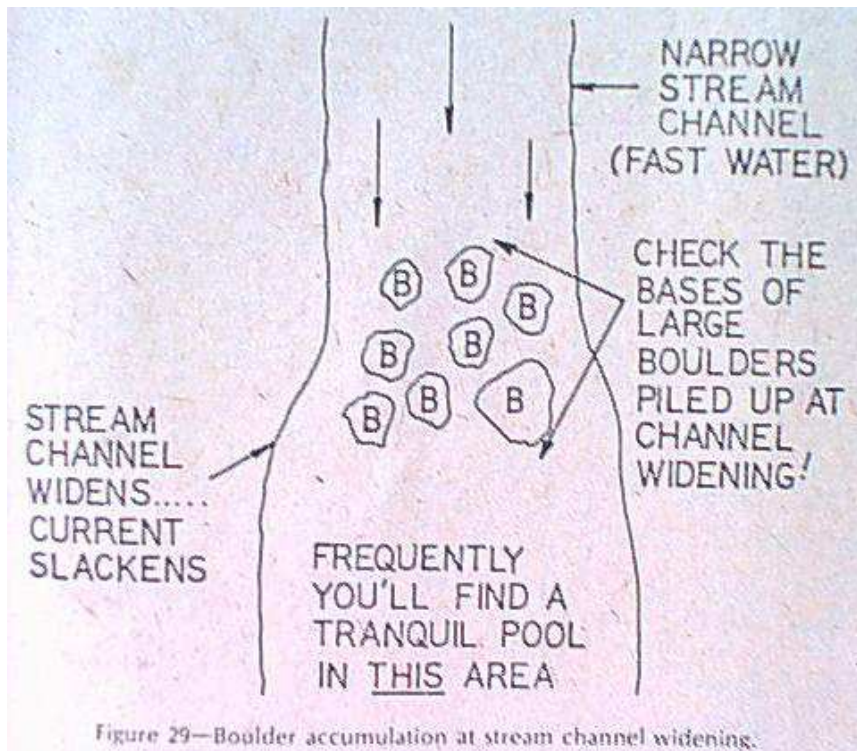 NARROW
STREAM
CHANNEL
(FAST WATER)
B
B
B
B
B
B
B
B
CHECK THE
BASES OF
LARGE
BOULDERS
PILED UP AT
CHANNEL
WIDENING!
STREAM
CHANNEL
WIDENS.....
CURRENT
SLACKENS
FREQUENTLY
YOU'LL FIND A
TRANQUIL POOL
IN THIS AREA
Figure 29—Boulder accumulation at stream channel widening.